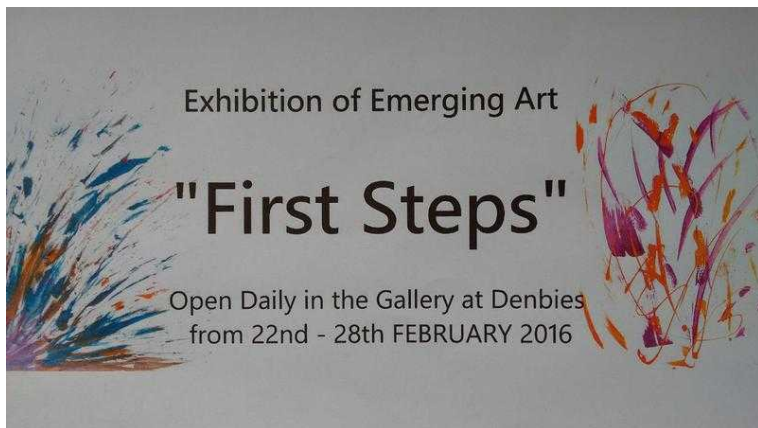 Exhibition of Emerging Art
"First Steps"
Open Daily in the Gallery at Denbies
from 22nd - 28th FEBRUARY 2016